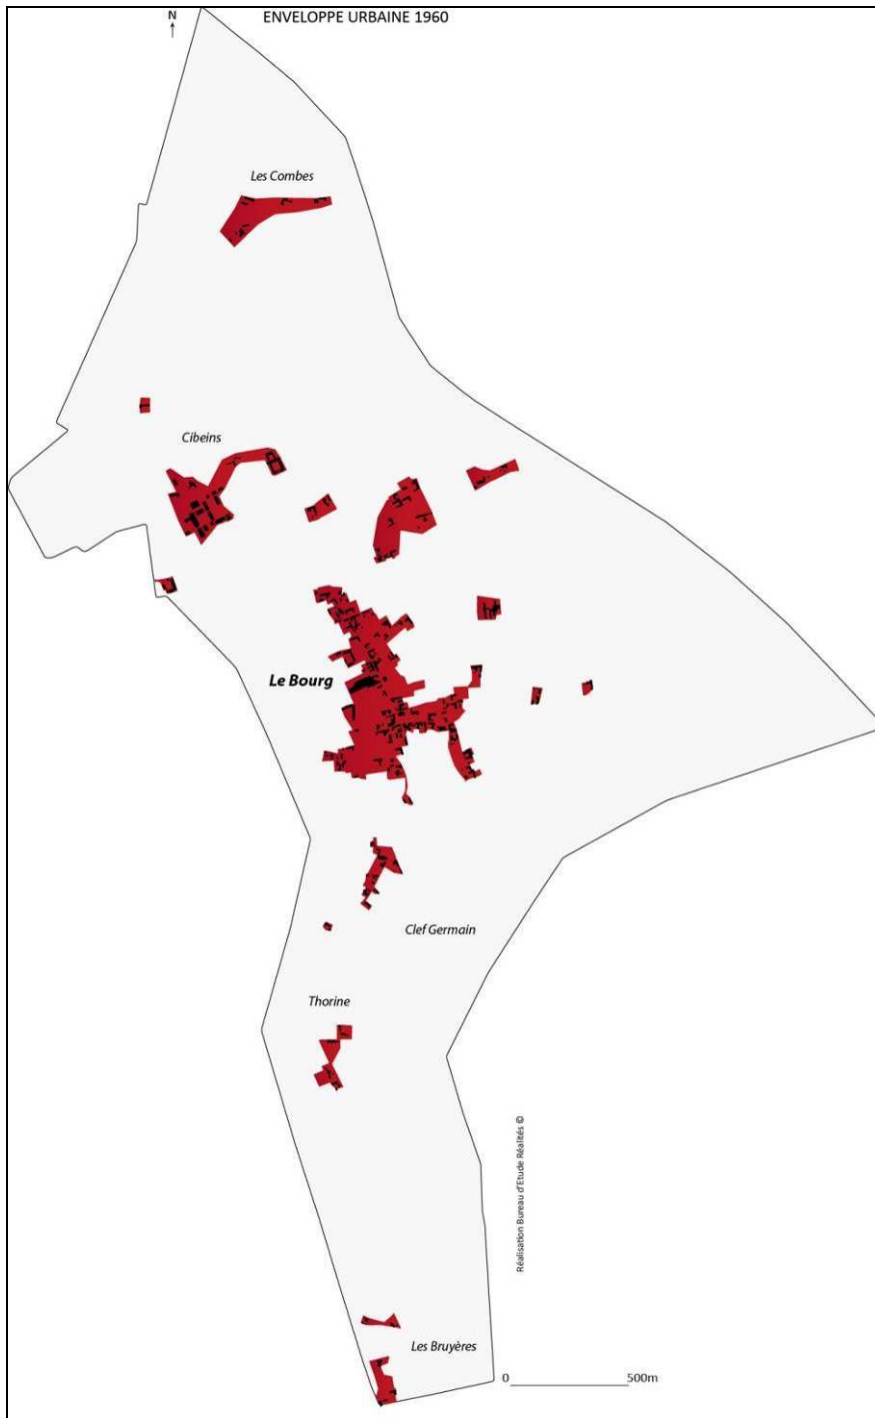 ENVELOPPE URBAINE 1960
N
Les Combes
Cibeins
Le Bourg
Clef Germain
Thorine
Réalisation Bureau d'Etude Réalités ©
Les Bruyères
0 500m